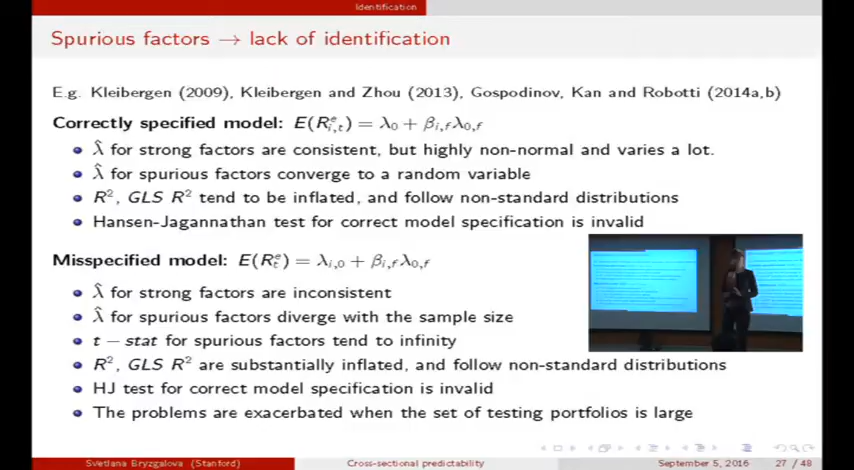 Identification
Spurious factors → lack of identification
E.g. Kleibergen (2009), Kleibergen and Zhou (2013), Gospodinov, Kan and Robotti (2014a,b)
Correctly specified model: E(R^e_{i,t}) = λ_0 + β_{i,f}λ_{0,f}
λ̂ for strong factors are consistent, but highly non-normal and varies a lot.
λ̂ for spurious factors converge to a random variable
R², GLS R² tend to be inflated, and follow non-standard distributions
Hansen-Jagannathan test for correct model specification is invalid
Misspecified model: E(R^e_t) = λ_{i,0} + β_{i,f}λ_{0,f}
λ̂ for strong factors are inconsistent
λ̂ for spurious factors diverge with the sample size
t − stat for spurious factors tend to infinity
R², GLS R² are substantially inflated, and follow non-standard distributions
HJ test for correct model specification is invalid
The problems are exacerbated when the set of testing portfolios is large
Svetlana Bryzgalova (Stanford) Cross-sectional predictability September 5, 2016 27 / 48